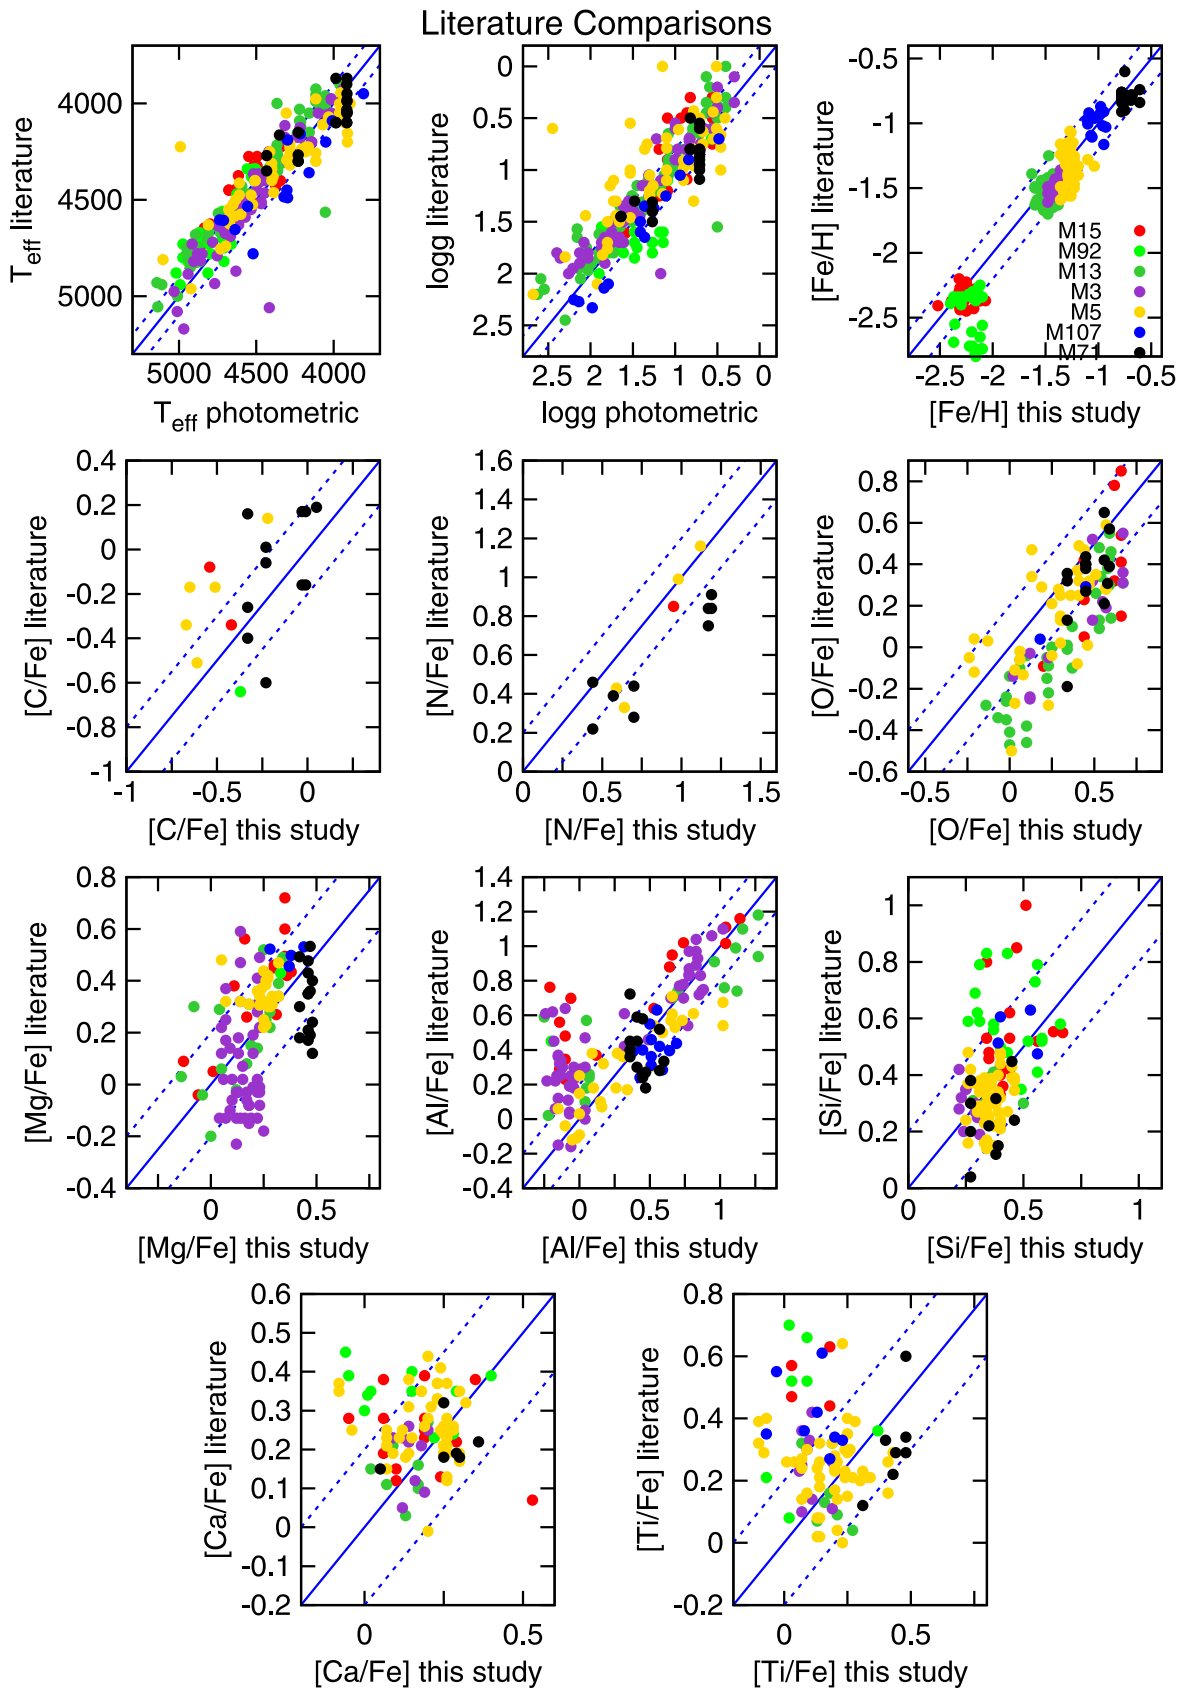 Literature Comparisons
4000
4500
5000
T_eff literature
5000 4500 4000
T_eff photometric
0
0.5
1
1.5
2
2.5
logg literature
2.5 2 1.5 1 0.5 0
logg photometric
-0.5
-1
-1.5
-2
-2.5
[Fe/H] literature
M15
M92
M13
M3
M5
M107
M71
-2.5 -2 -1.5 -1 -0.5
[Fe/H] this study
0.4
0.2
0
-0.2
-0.4
-0.6
-0.8
-1
[C/Fe] literature
-1 -0.5 0
[C/Fe] this study
1.6
1.4
1.2
1
0.8
0.6
0.4
0.2
0
[N/Fe] literature
0 0.5 1 1.5
[N/Fe] this study
0.8
0.6
0.4
0.2
0
-0.2
-0.4
-0.6
[O/Fe] literature
-0.5 0 0.5
[O/Fe] this study
0.8
0.6
0.4
0.2
0
-0.2
-0.4
[Mg/Fe] literature
0 0.5
[Mg/Fe] this study
1.4
1.2
1
0.8
0.6
0.4
0.2
0
-0.2
-0.4
[Al/Fe] literature
0 0.5 1
[Al/Fe] this study
1
0.8
0.6
0.4
0.2
0
[Si/Fe] literature
0 0.5 1
[Si/Fe] this study
0.6
0.5
0.4
0.3
0.2
0.1
0
-0.1
-0.2
[Ca/Fe] literature
0 0.5
[Ca/Fe] this study
0.8
0.6
0.4
0.2
0
-0.2
[Ti/Fe] literature
0 0.5
[Ti/Fe] this study